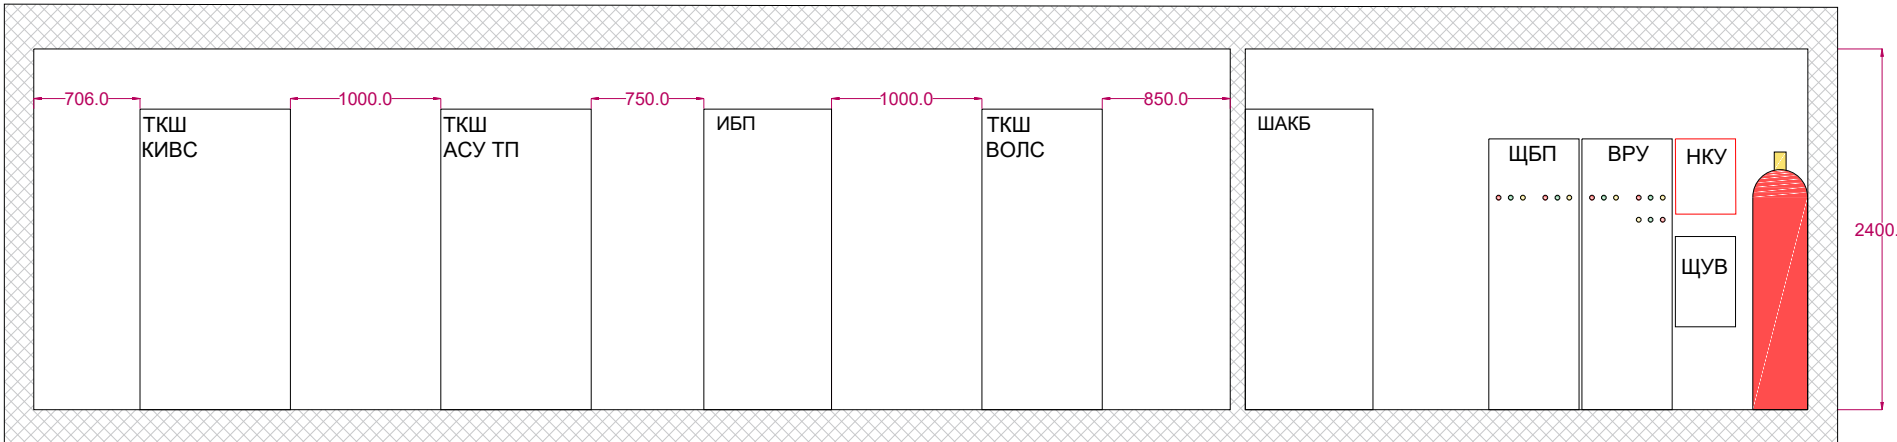 706.0
1000.0
750.0
1000.0
850.0
ТКШ
КИВС
ТКШ
АСУ ТП
ИБП
ТКШ
ВОЛС
ШАКБ
ЩБП
ВРУ
НКУ
ЩУВ
2400.